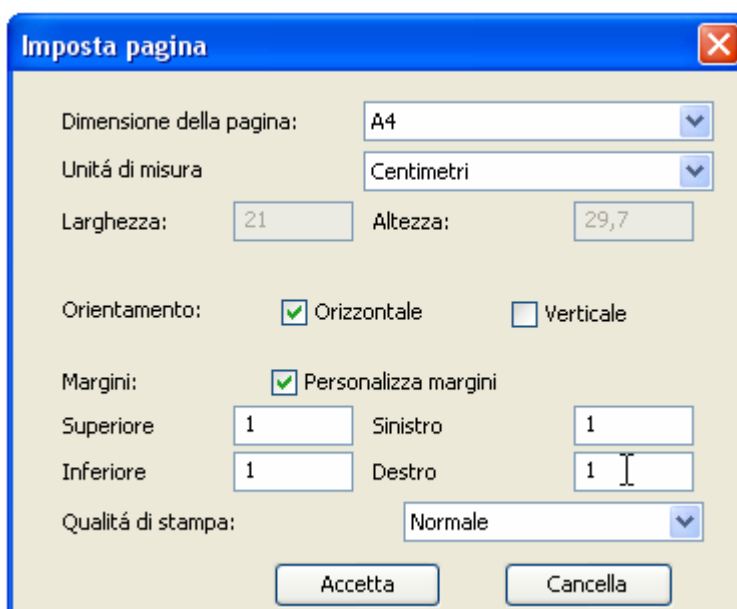 Imposta pagina
Dimensione della pagina: A4
Unitá di misura Centimetri
Larghezza: 21 Altezza: 29,7
Orientamento: Orizzontale Verticale
Margini: Personalizza margini
Superiore 1 Sinistro 1
Inferiore 1 Destro 1
Qualitá di stampa: Normale
Accetta Cancella